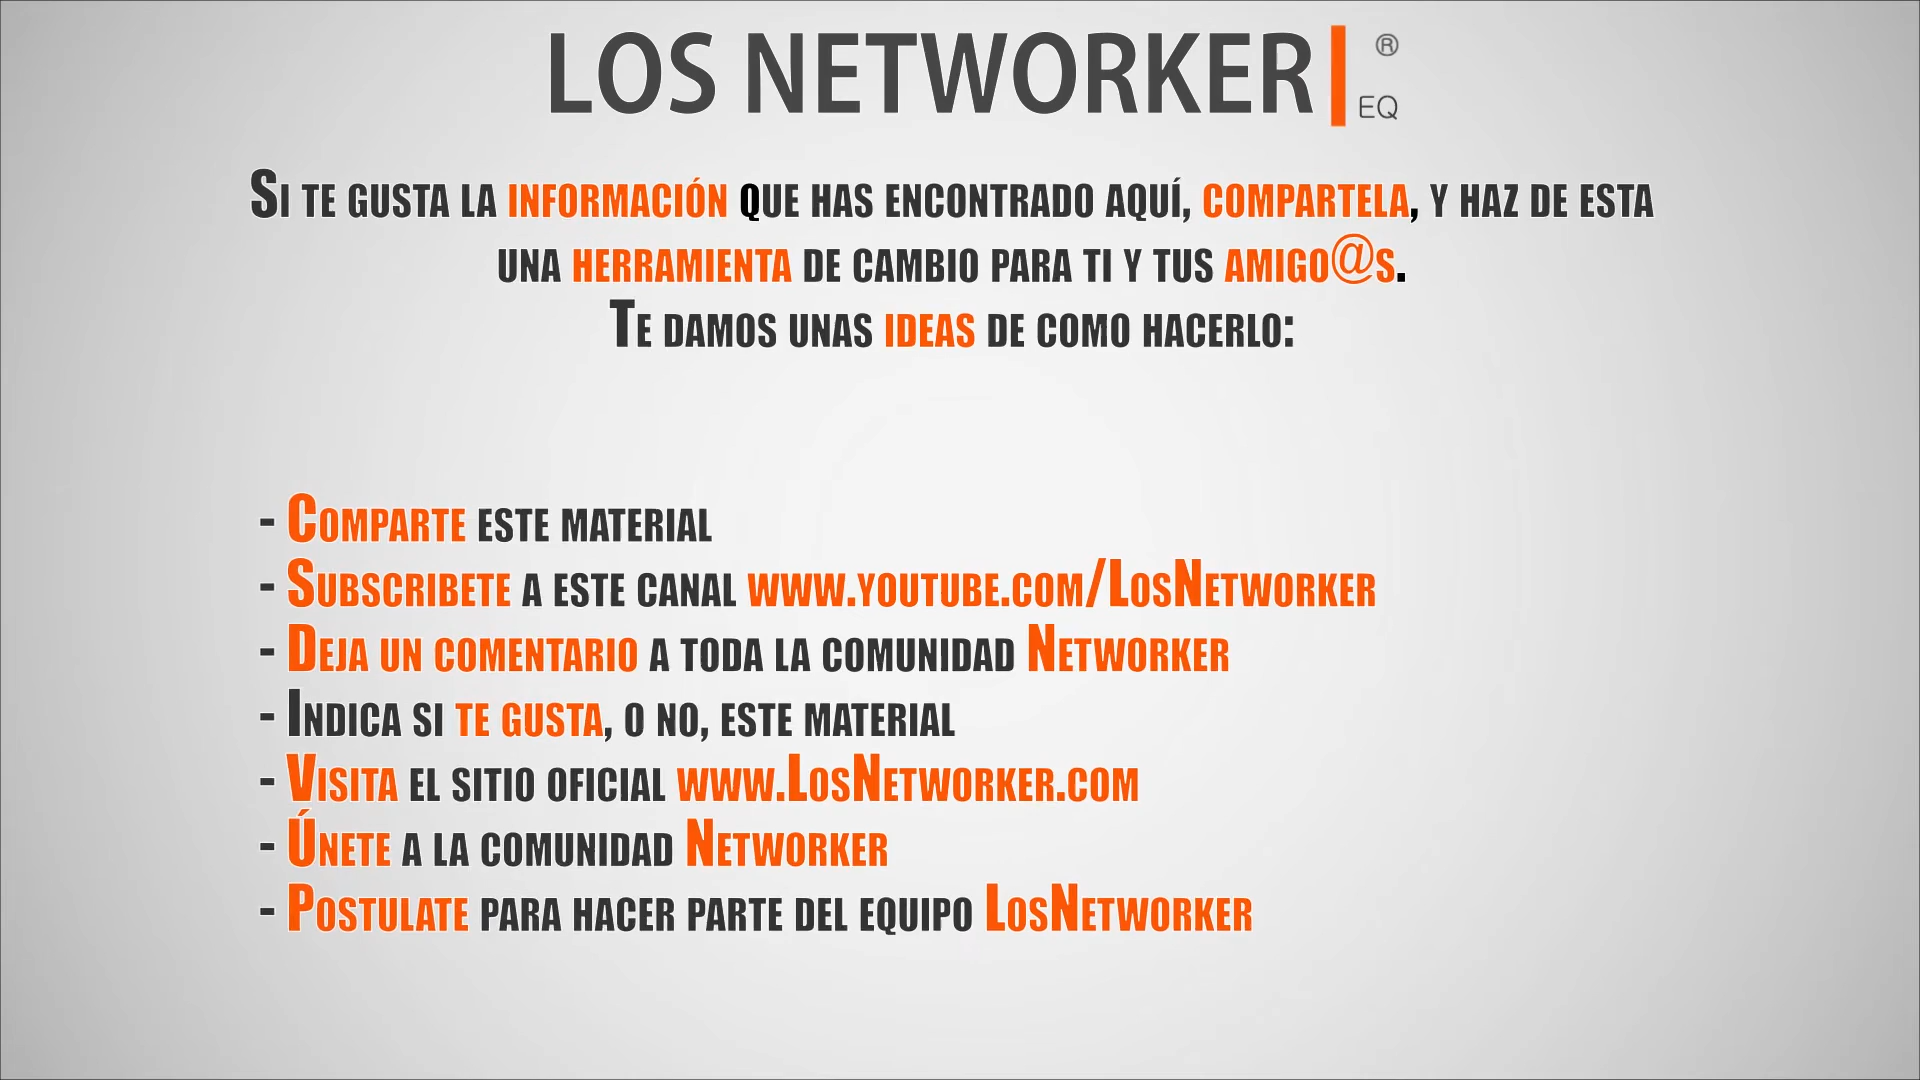 LOS NETWORKER| ® EQ
Si te gusta la información que has encontrado aquí, compartela, y haz de esta
una herramienta de cambio para ti y tus amigo@s.
Te damos unas ideas de como hacerlo:
- Comparte este material
- Subscribete a este canal www.youtube.com/LosNetworker
- Deja un comentario a toda la comunidad Networker
- Indica si te gusta, o no, este material
- Visita el sitio oficial www.LosNetworker.com
- Únete a la comunidad Networker
- Postulate para hacer parte del equipo LosNetworker